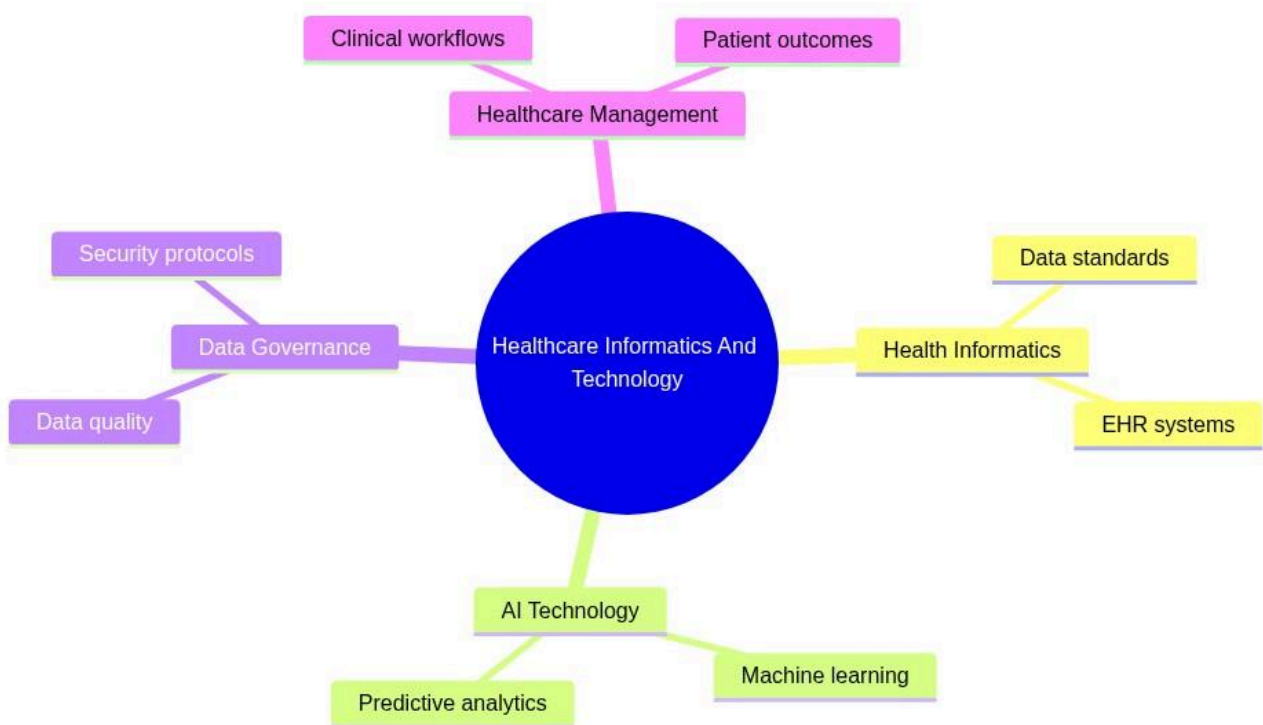 Clinical workflows
Patient outcomes
Healthcare Management
Security protocols
Data standards
Data Governance
Healthcare Informatics And
Technology
Health Informatics
Data quality
EHR systems
AI Technology
Machine learning
Predictive analytics